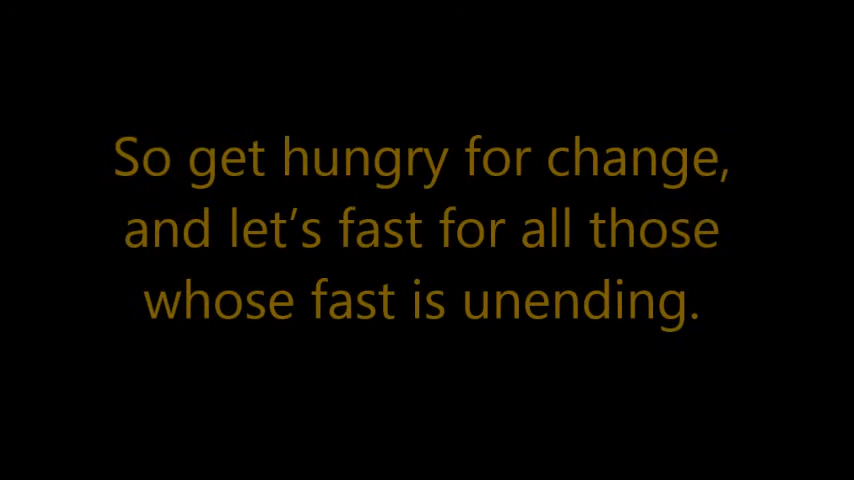 So get hungry for change,
and let’s fast for all those
whose fast is unending.